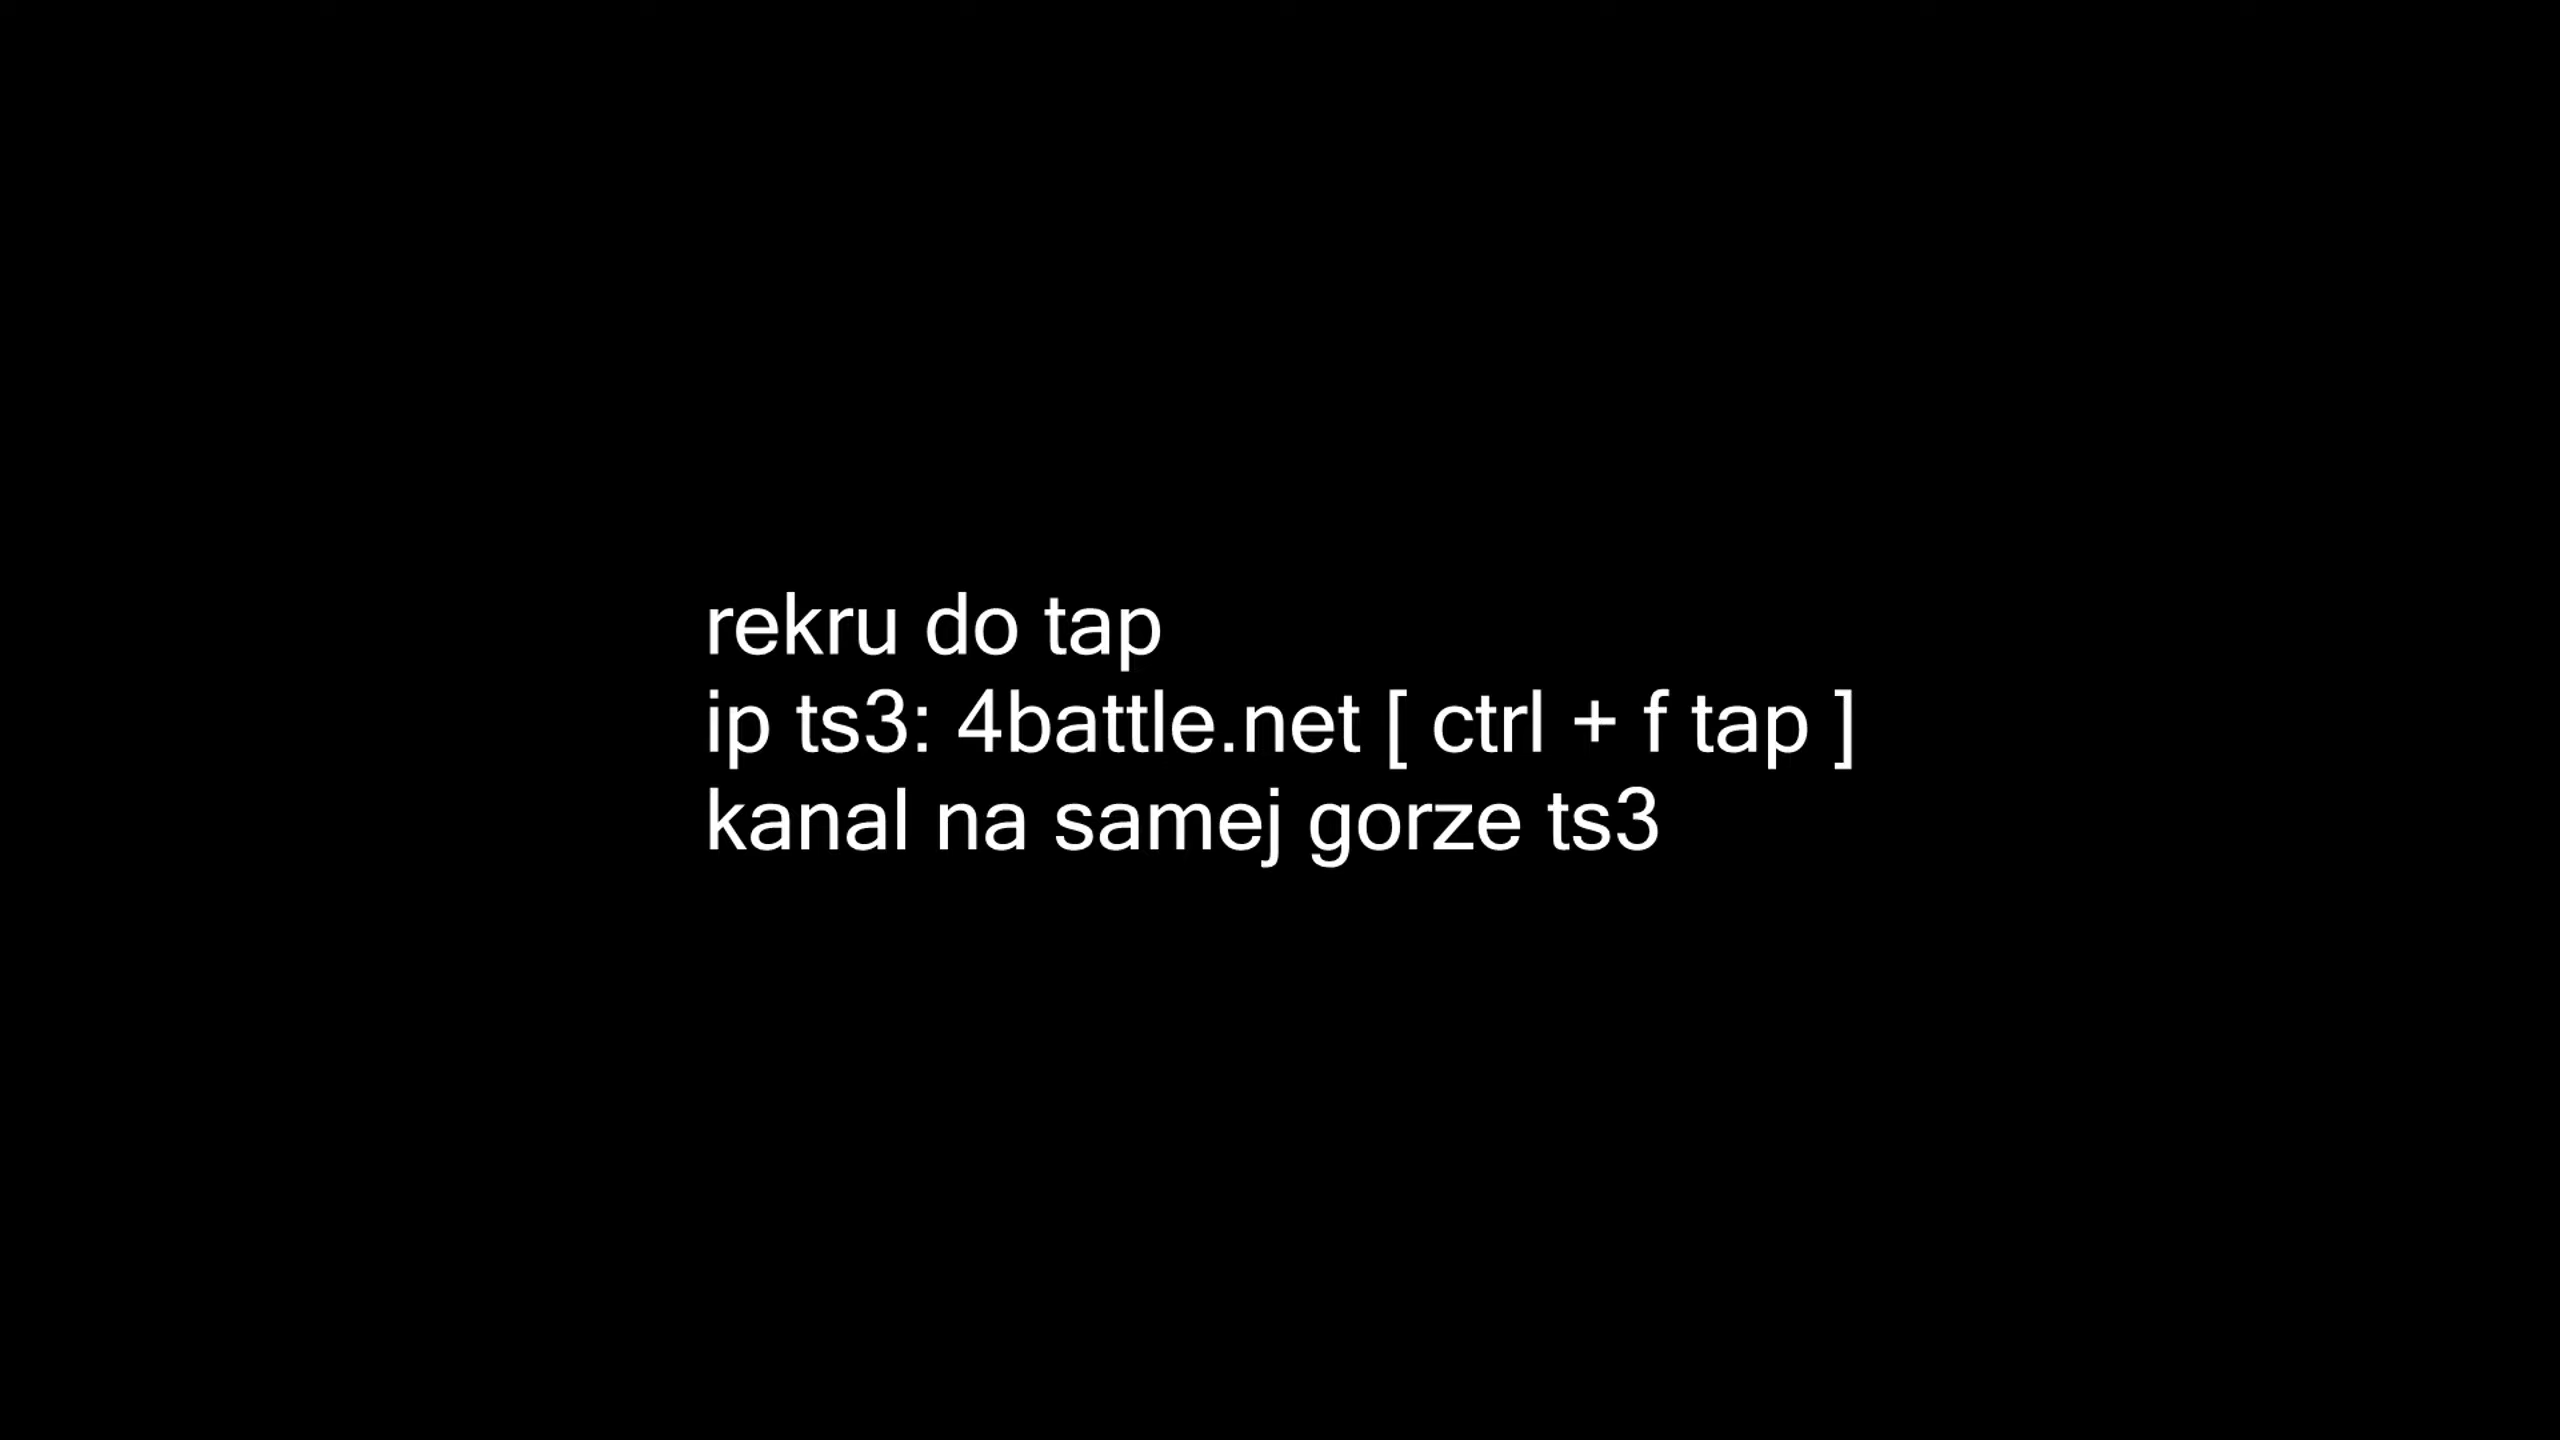 rekru do tap
ip ts3: 4battle.net [ ctrl + f tap ]
kanal na samej gorze ts3